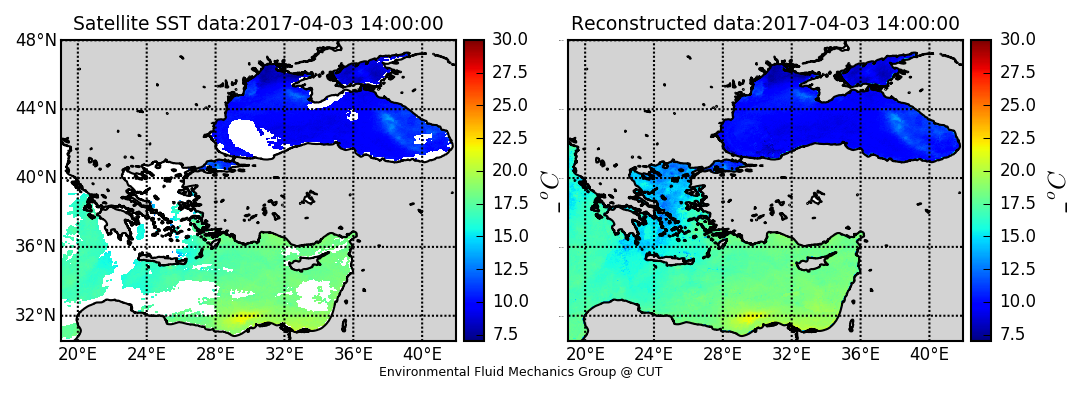 Satellite SST data:2017-04-03 14:00:00
48°N
44°N
40°N
36°N
32°N
20°E 24°E 28°E 32°E 36°E 40°E
30.0
27.5
25.0
22.5
20.0
17.5
15.0
12.5
10.0
7.5
_ °C
Reconstructed data:2017-04-03 14:00:00
20°E 24°E 28°E 32°E 36°E 40°E
30.0
27.5
25.0
22.5
20.0
17.5
15.0
12.5
10.0
7.5
_ °C
Environmental Fluid Mechanics Group @ CUT